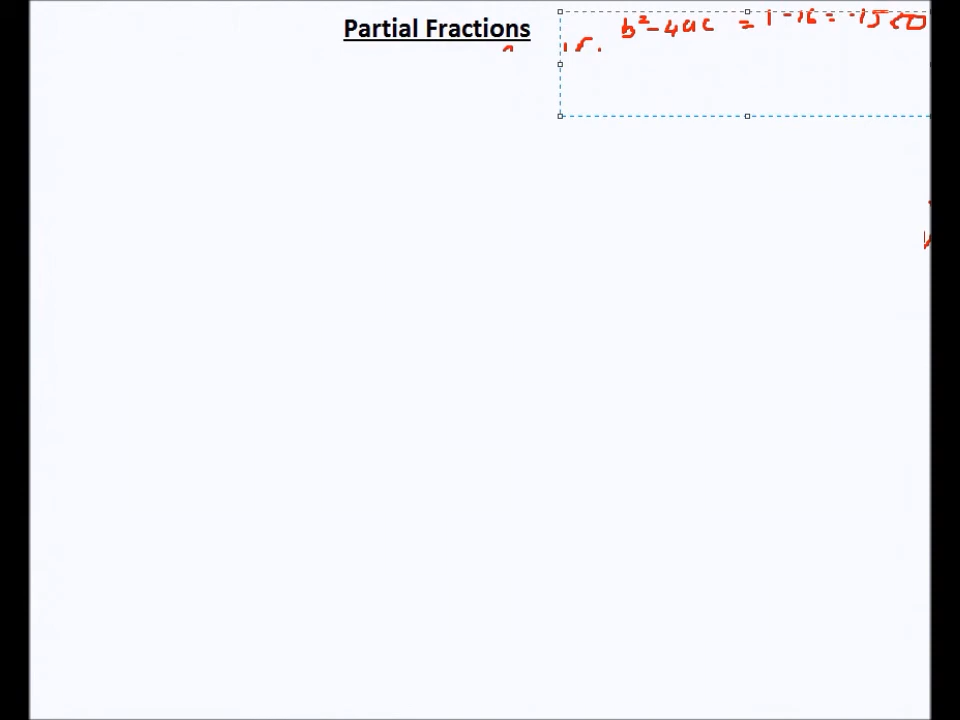 Partial Fractions
b²-4ac = 1-16 = -15<0